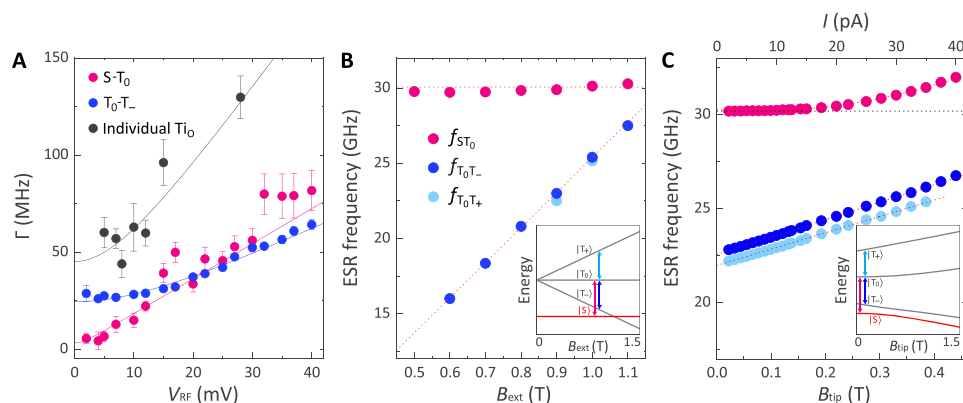 A
150
100
50
0
Γ (MHz)
S-T0
T0-T−
Individual TiO
0
10
20
30
40
VRF (mV)
B
30
25
20
15
ESR frequency (GHz)
fST0
fT0T−
fT0T+
Energy
|T+⟩
|T0⟩
|T−⟩
|S⟩
0
Bext (T)
1.5
0.5 0.6 0.7 0.8 0.9 1.0 1.1
Bext (T)
C
I (pA)
0
10
20
30
40
35
30
25
20
ESR frequency (GHz)
Energy
|T+⟩
|T0⟩
|T−⟩
|S⟩
0
Btip (T)
1.5
0.0
0.1
0.2
0.3
0.4
Btip (T)